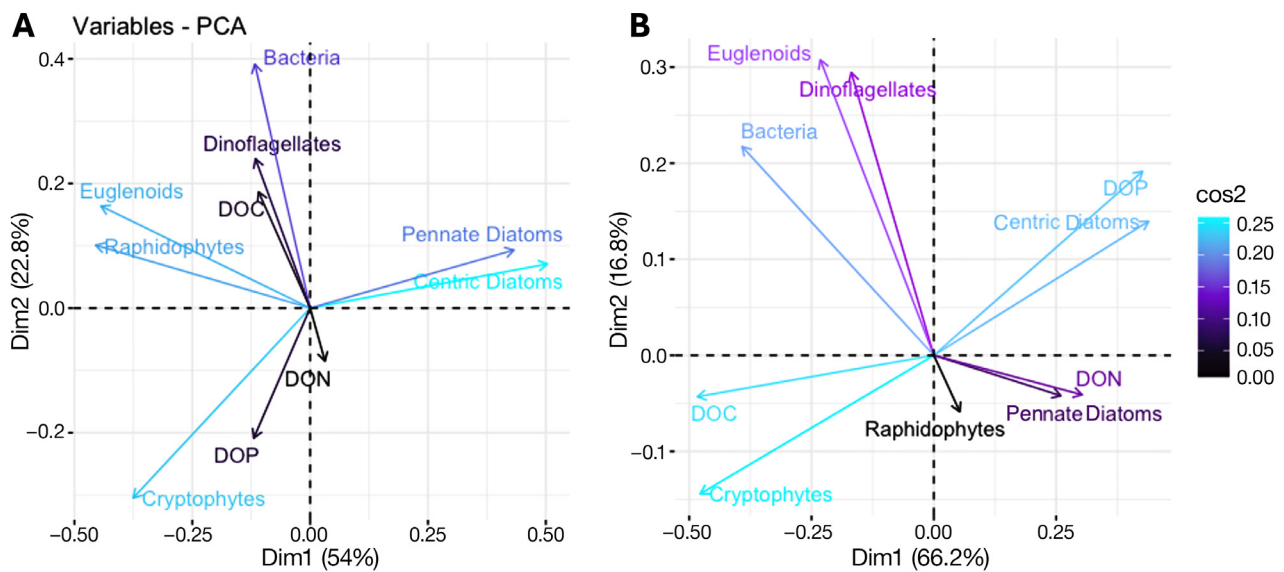 A
Variables - PCA
0.4
0.2
0.0
−0.2
Dim2 (22.8%)
Bacteria
Dinoflagellates
Euglenoids
DOC
Raphidophytes
Pennate Diatoms
Centric Diatoms
DON
DOP
Cryptophytes
−0.50
−0.25
0.00
0.25
0.50
Dim1 (54%)
B
0.3
0.2
0.1
0.0
−0.1
Dim2 (16.8%)
Euglenoids
Dinoflagellates
Bacteria
DOP
Centric Diatoms
DON
DOC
Pennate Diatoms
Raphidophytes
Cryptophytes
−0.50
−0.25
0.00
0.25
Dim1 (66.2%)
cos2
0.25
0.20
0.15
0.10
0.05
0.00